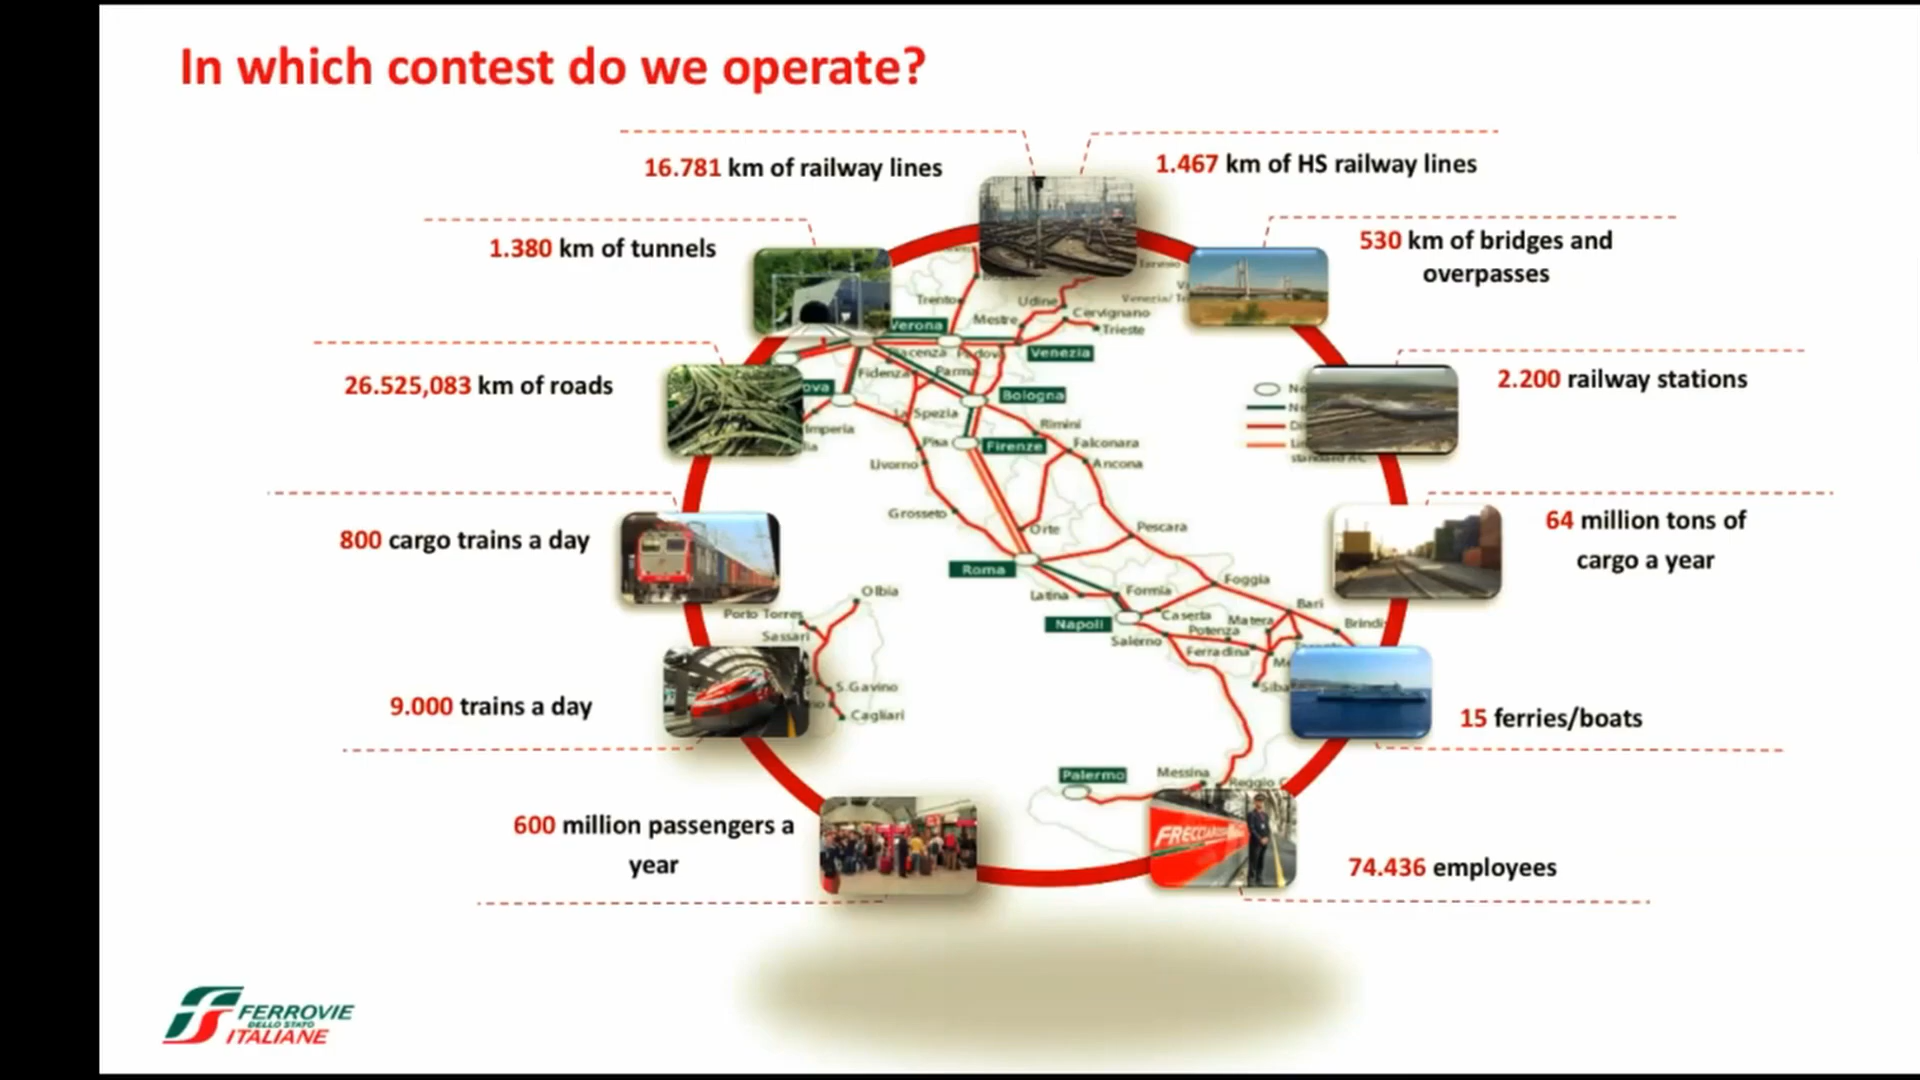 In which contest do we operate?
16.781 km of railway lines
1.467 km of HS railway lines
1.380 km of tunnels
530 km of bridges and
overpasses
26.525,083 km of roads
2.200 railway stations
800 cargo trains a day
64 million tons of
cargo a year
9.000 trains a day
15 ferries/boats
600 million passengers a
year
74.436 employees
Trento
Udine
Cervignano
Mestre
Trieste
Verona
Venezia
Piacenza
Padova
Fidenza
Parma
Bologna
La Spezia
Imperia
Rimini
Pisa
Firenze
Falconara
Livorno
Ancona
Grosseto
Orte
Pescara
Roma
Foggia
Latina
Formia
Olbia
Bari
Porto Torres
Caserta
Matera
Brindis
Napoli
Potenza
Sassari
Salerno
Ferradina
S.Gavino
Cagliari
Palermo
Messina
Reggio C
FERROVIE
DELLO STATO
ITALIANE